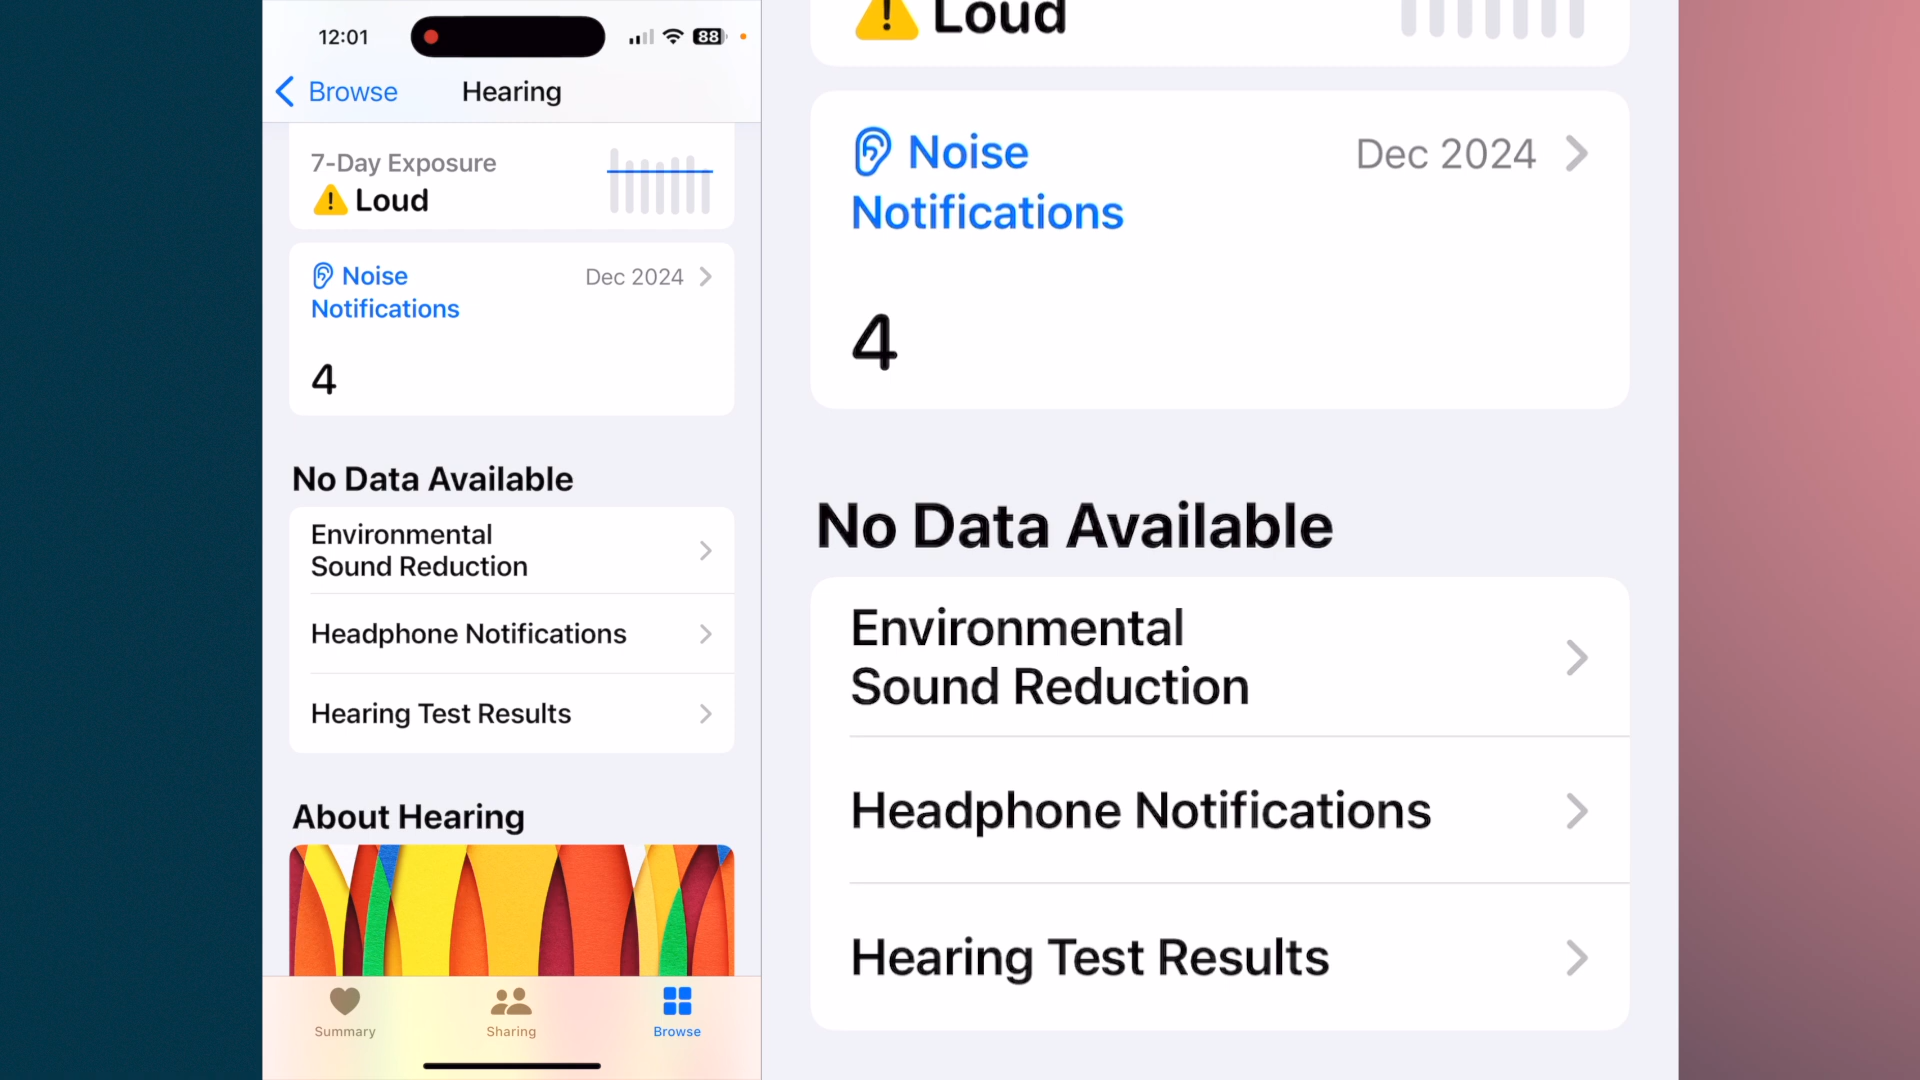 12:01
88
Browse
Hearing
7-Day Exposure
Loud
Noise
Notifications
Dec 2024
4
No Data Available
Environmental
Sound Reduction
Headphone Notifications
Hearing Test Results
About Hearing
Summary
Sharing
Browse
Loud
Noise
Notifications
Dec 2024
4
No Data Available
Environmental
Sound Reduction
Headphone Notifications
Hearing Test Results